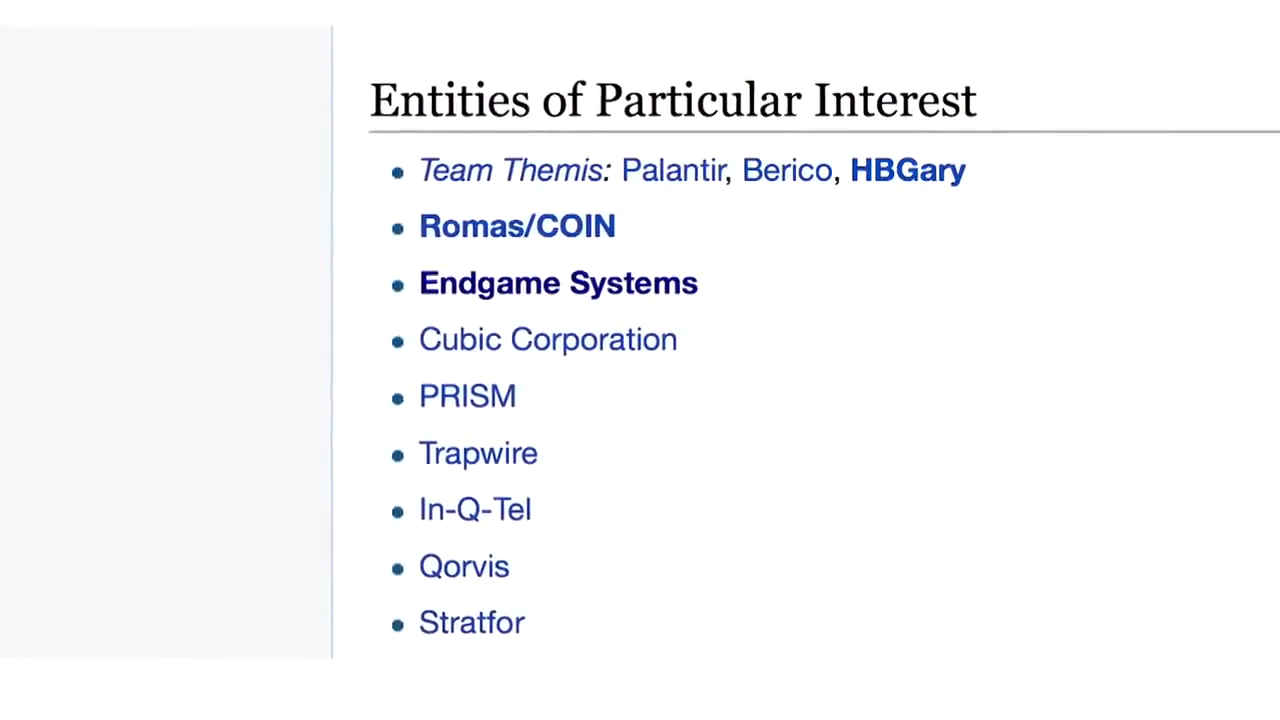 Entities of Particular Interest
Team Themis: Palantir, Berico, HBGary
Romas/COIN
Endgame Systems
Cubic Corporation
PRISM
Trapwire
In-Q-Tel
Qorvis
Stratfor